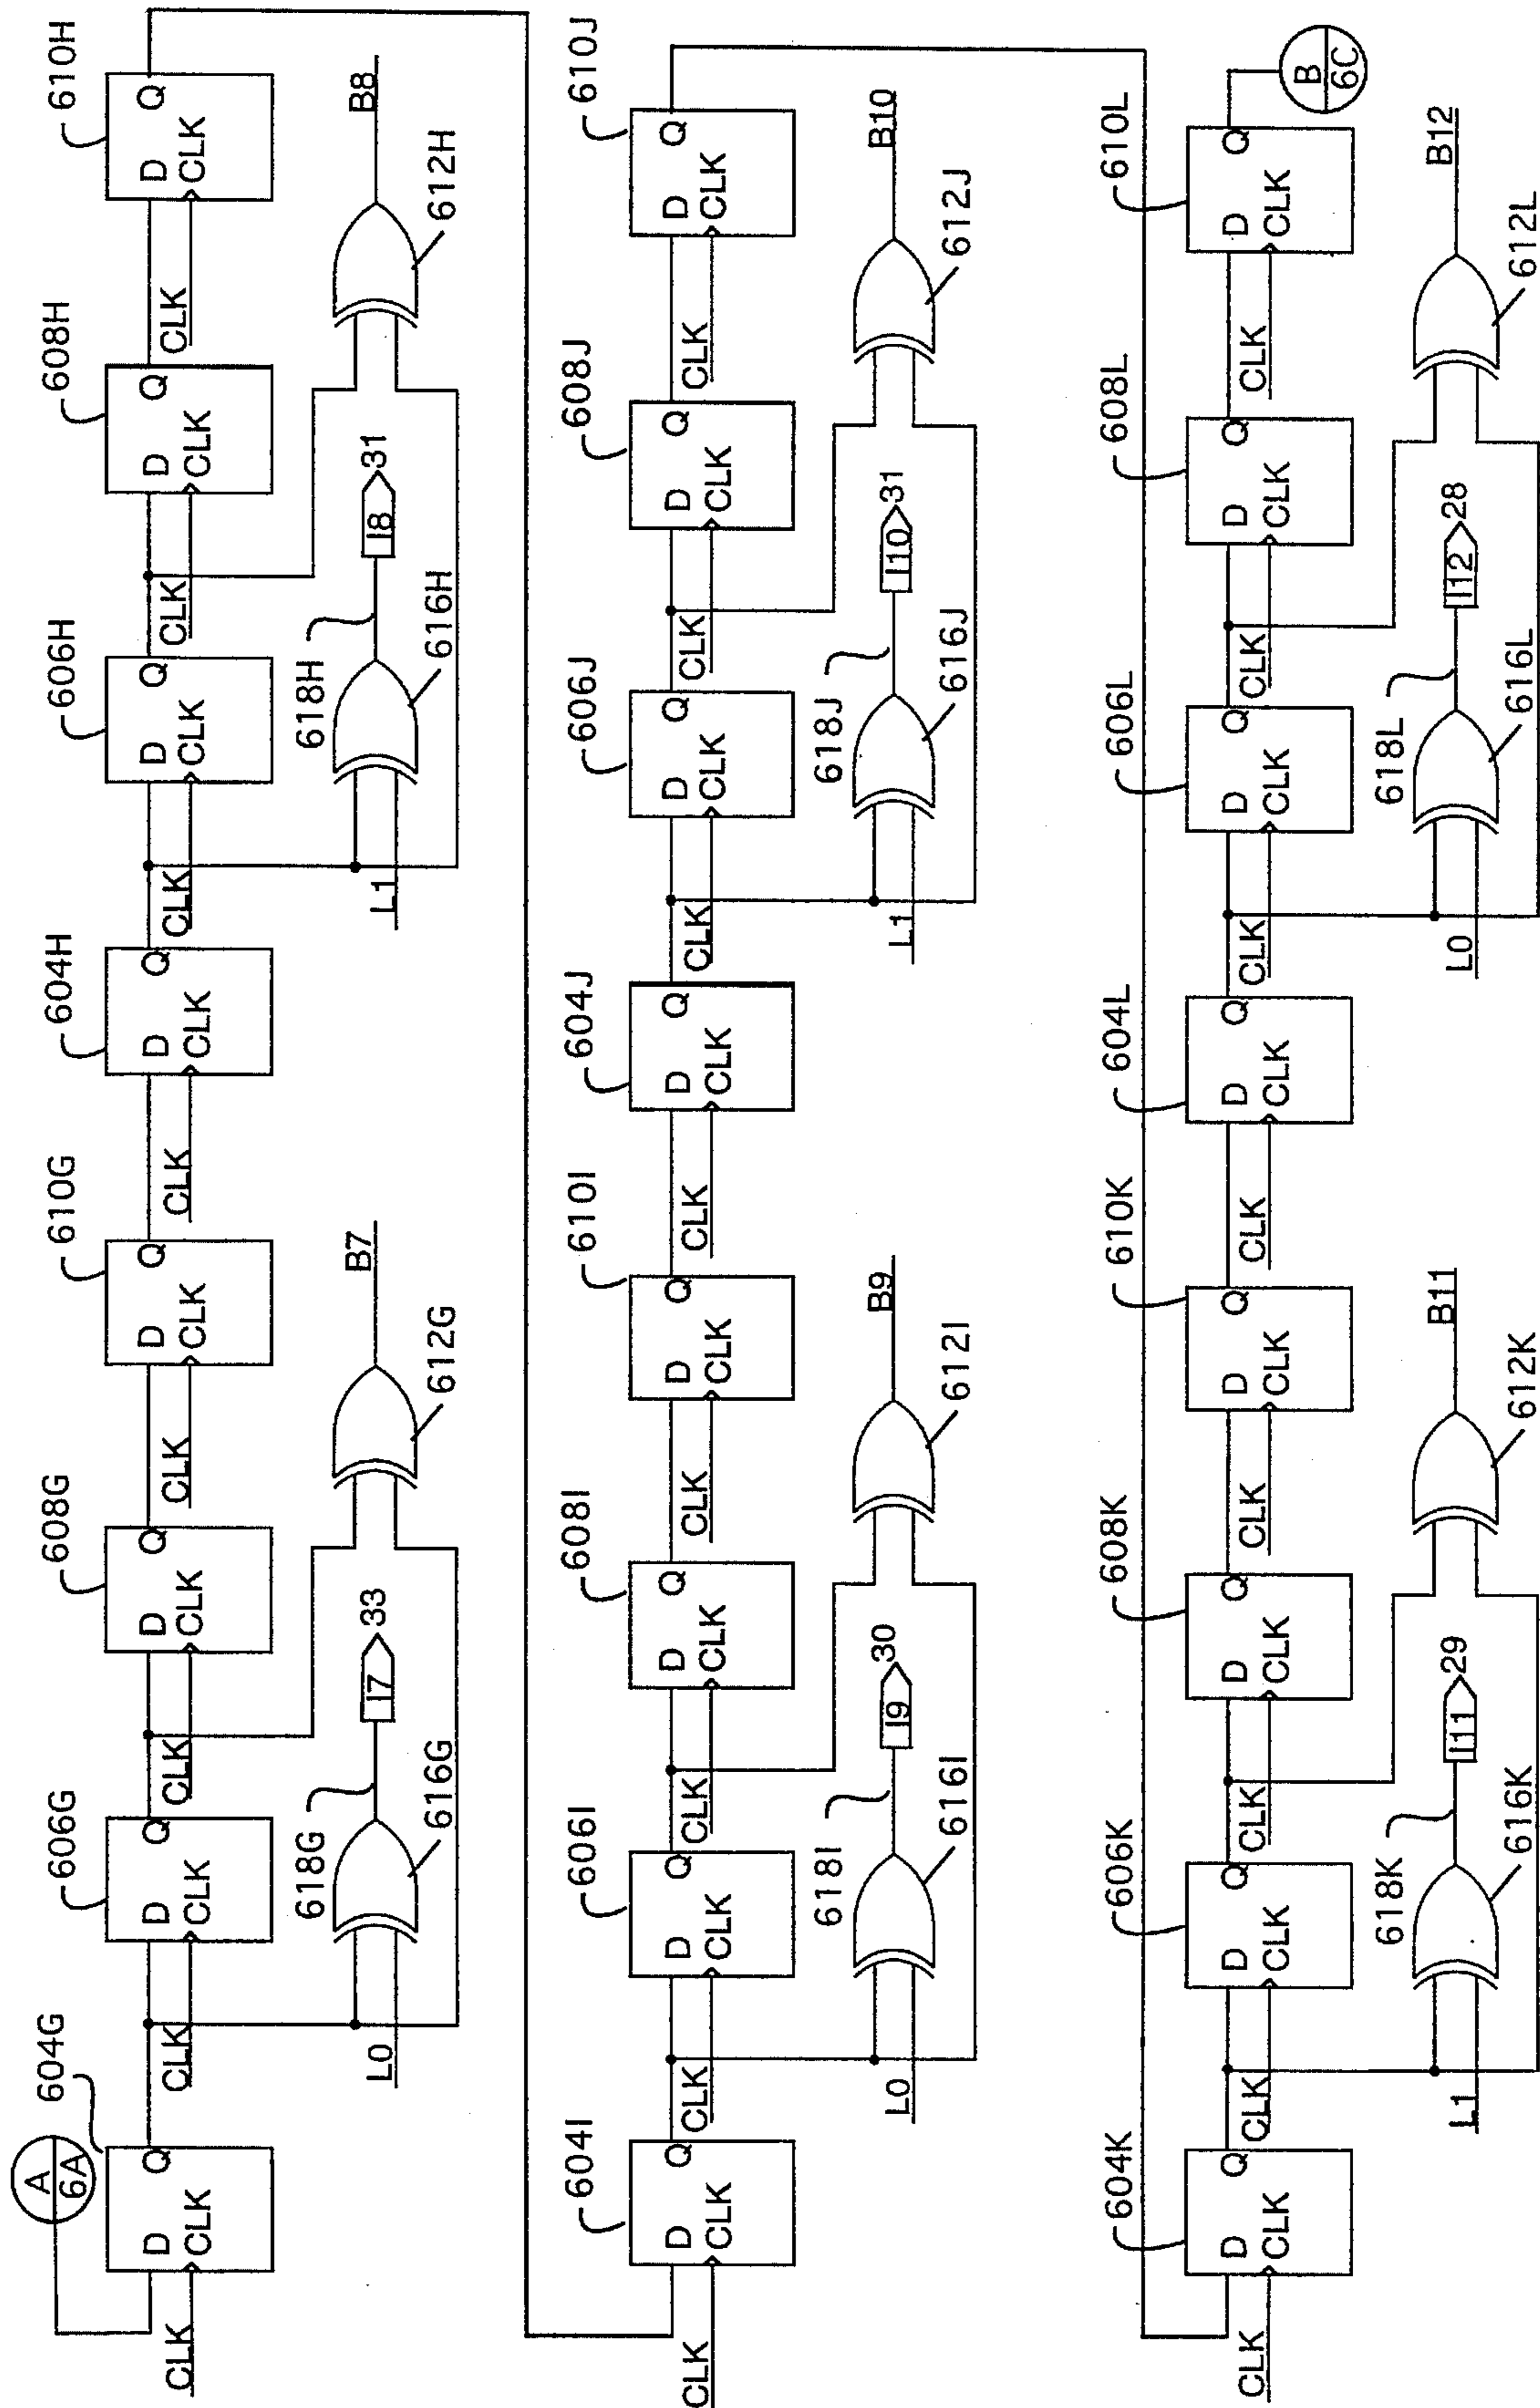 A
6A
604G
606G
608G
610G
604H
606H
608H
610H
D Q CLK
D Q CLK
D Q CLK
D Q CLK
D Q CLK
D Q CLK
D Q CLK
D Q CLK
CLK
CLK
CLK
CLK
CLK
CLK
CLK
CLK
L0
618G
616G
I7
33
612G
B7
L1
618H
616H
I8
31
612H
B8
604I
606I
608I
610I
604J
606J
608J
610J
D Q CLK
D Q CLK
D Q CLK
D Q CLK
D Q CLK
D Q CLK
D Q CLK
D Q CLK
CLK
CLK
CLK
CLK
CLK
CLK
CLK
CLK
L0
618I
616I
I9
30
612I
B9
L1
618J
616J
I10
31
612J
B10
604K
606K
608K
610K
604L
606L
608L
610L
D Q CLK
D Q CLK
D Q CLK
D Q CLK
D Q CLK
D Q CLK
D Q CLK
D Q CLK
B
6C
CLK
CLK
CLK
CLK
CLK
CLK
CLK
CLK
L1
618K
616K
I11
29
612K
B11
L0
618L
616L
I12
28
612L
B12